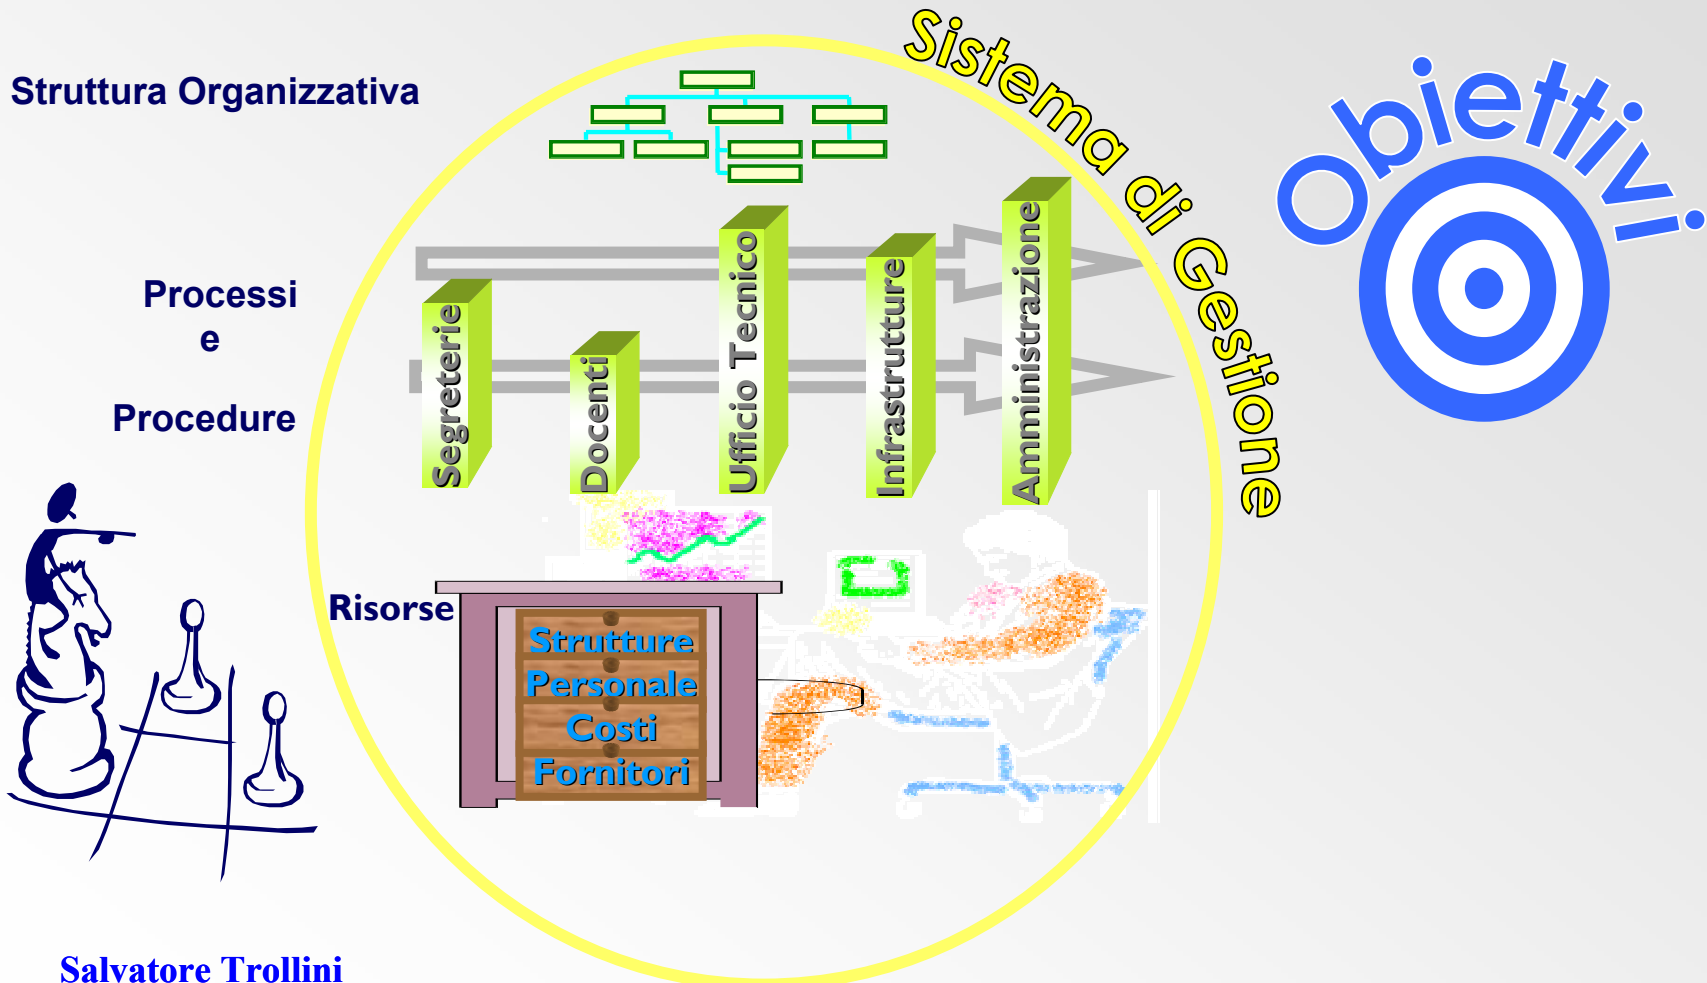 Struttura Organizzativa
Sistema di Gestione
Obiettivi
Processi
e
Procedure
Segreterie
Docenti
Ufficio Tecnico
Infrastrutture
Amministrazione
Risorse
Strutture
Personale
Costi
Fornitori
Salvatore Trollini